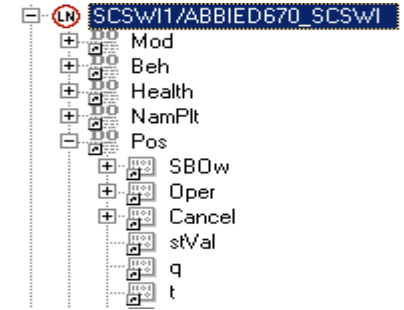 LN SCSWI1/ABBIED670_SCSWI
DO Mod
DO Beh
DO Health
DO NamPlt
DO Pos
SBOw
Oper
Cancel
stVal
q
t